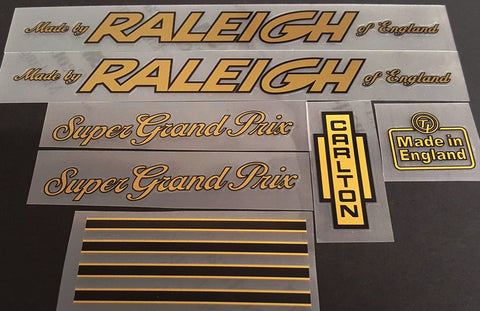 Made by RALEIGH of England
Made by RALEIGH of England
Super Grand Prix
Super Grand Prix
CARLTON
TI
Made in
England